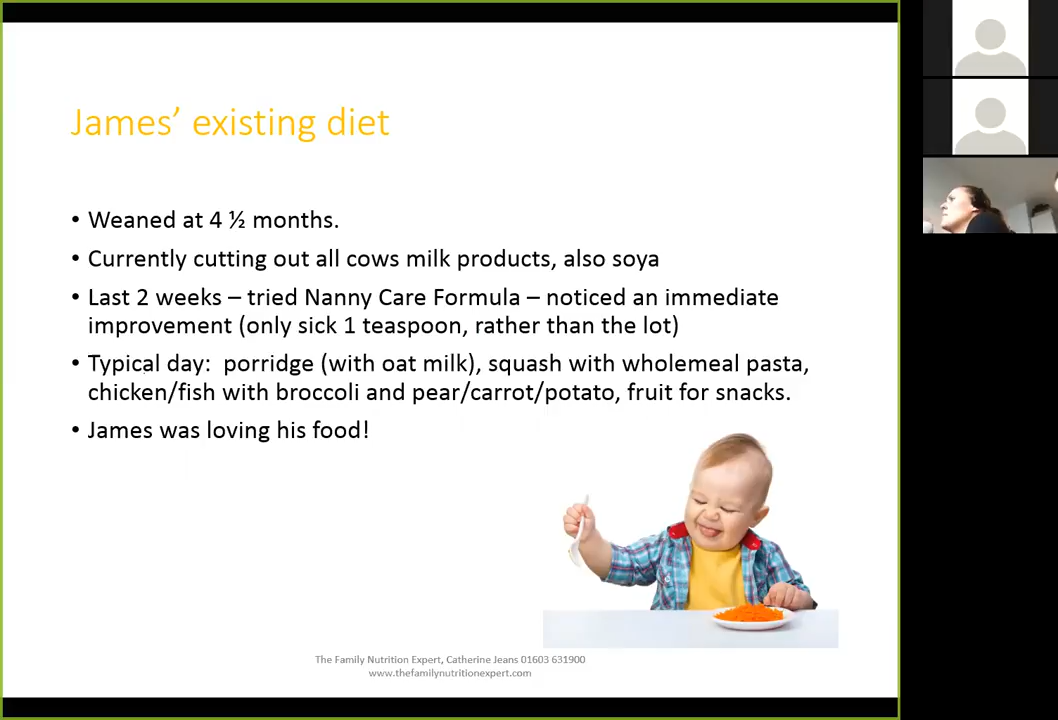 James’ existing diet
• Weaned at 4 ½ months.
• Currently cutting out all cows milk products, also soya
• Last 2 weeks – tried Nanny Care Formula – noticed an immediate
improvement (only sick 1 teaspoon, rather than the lot)
• Typical day:  porridge (with oat milk), squash with wholemeal pasta,
chicken/fish with broccoli and pear/carrot/potato, fruit for snacks.
• James was loving his food!
The Family Nutrition Expert, Catherine Jeans 01603 631900
www.thefamilynutritionexpert.com